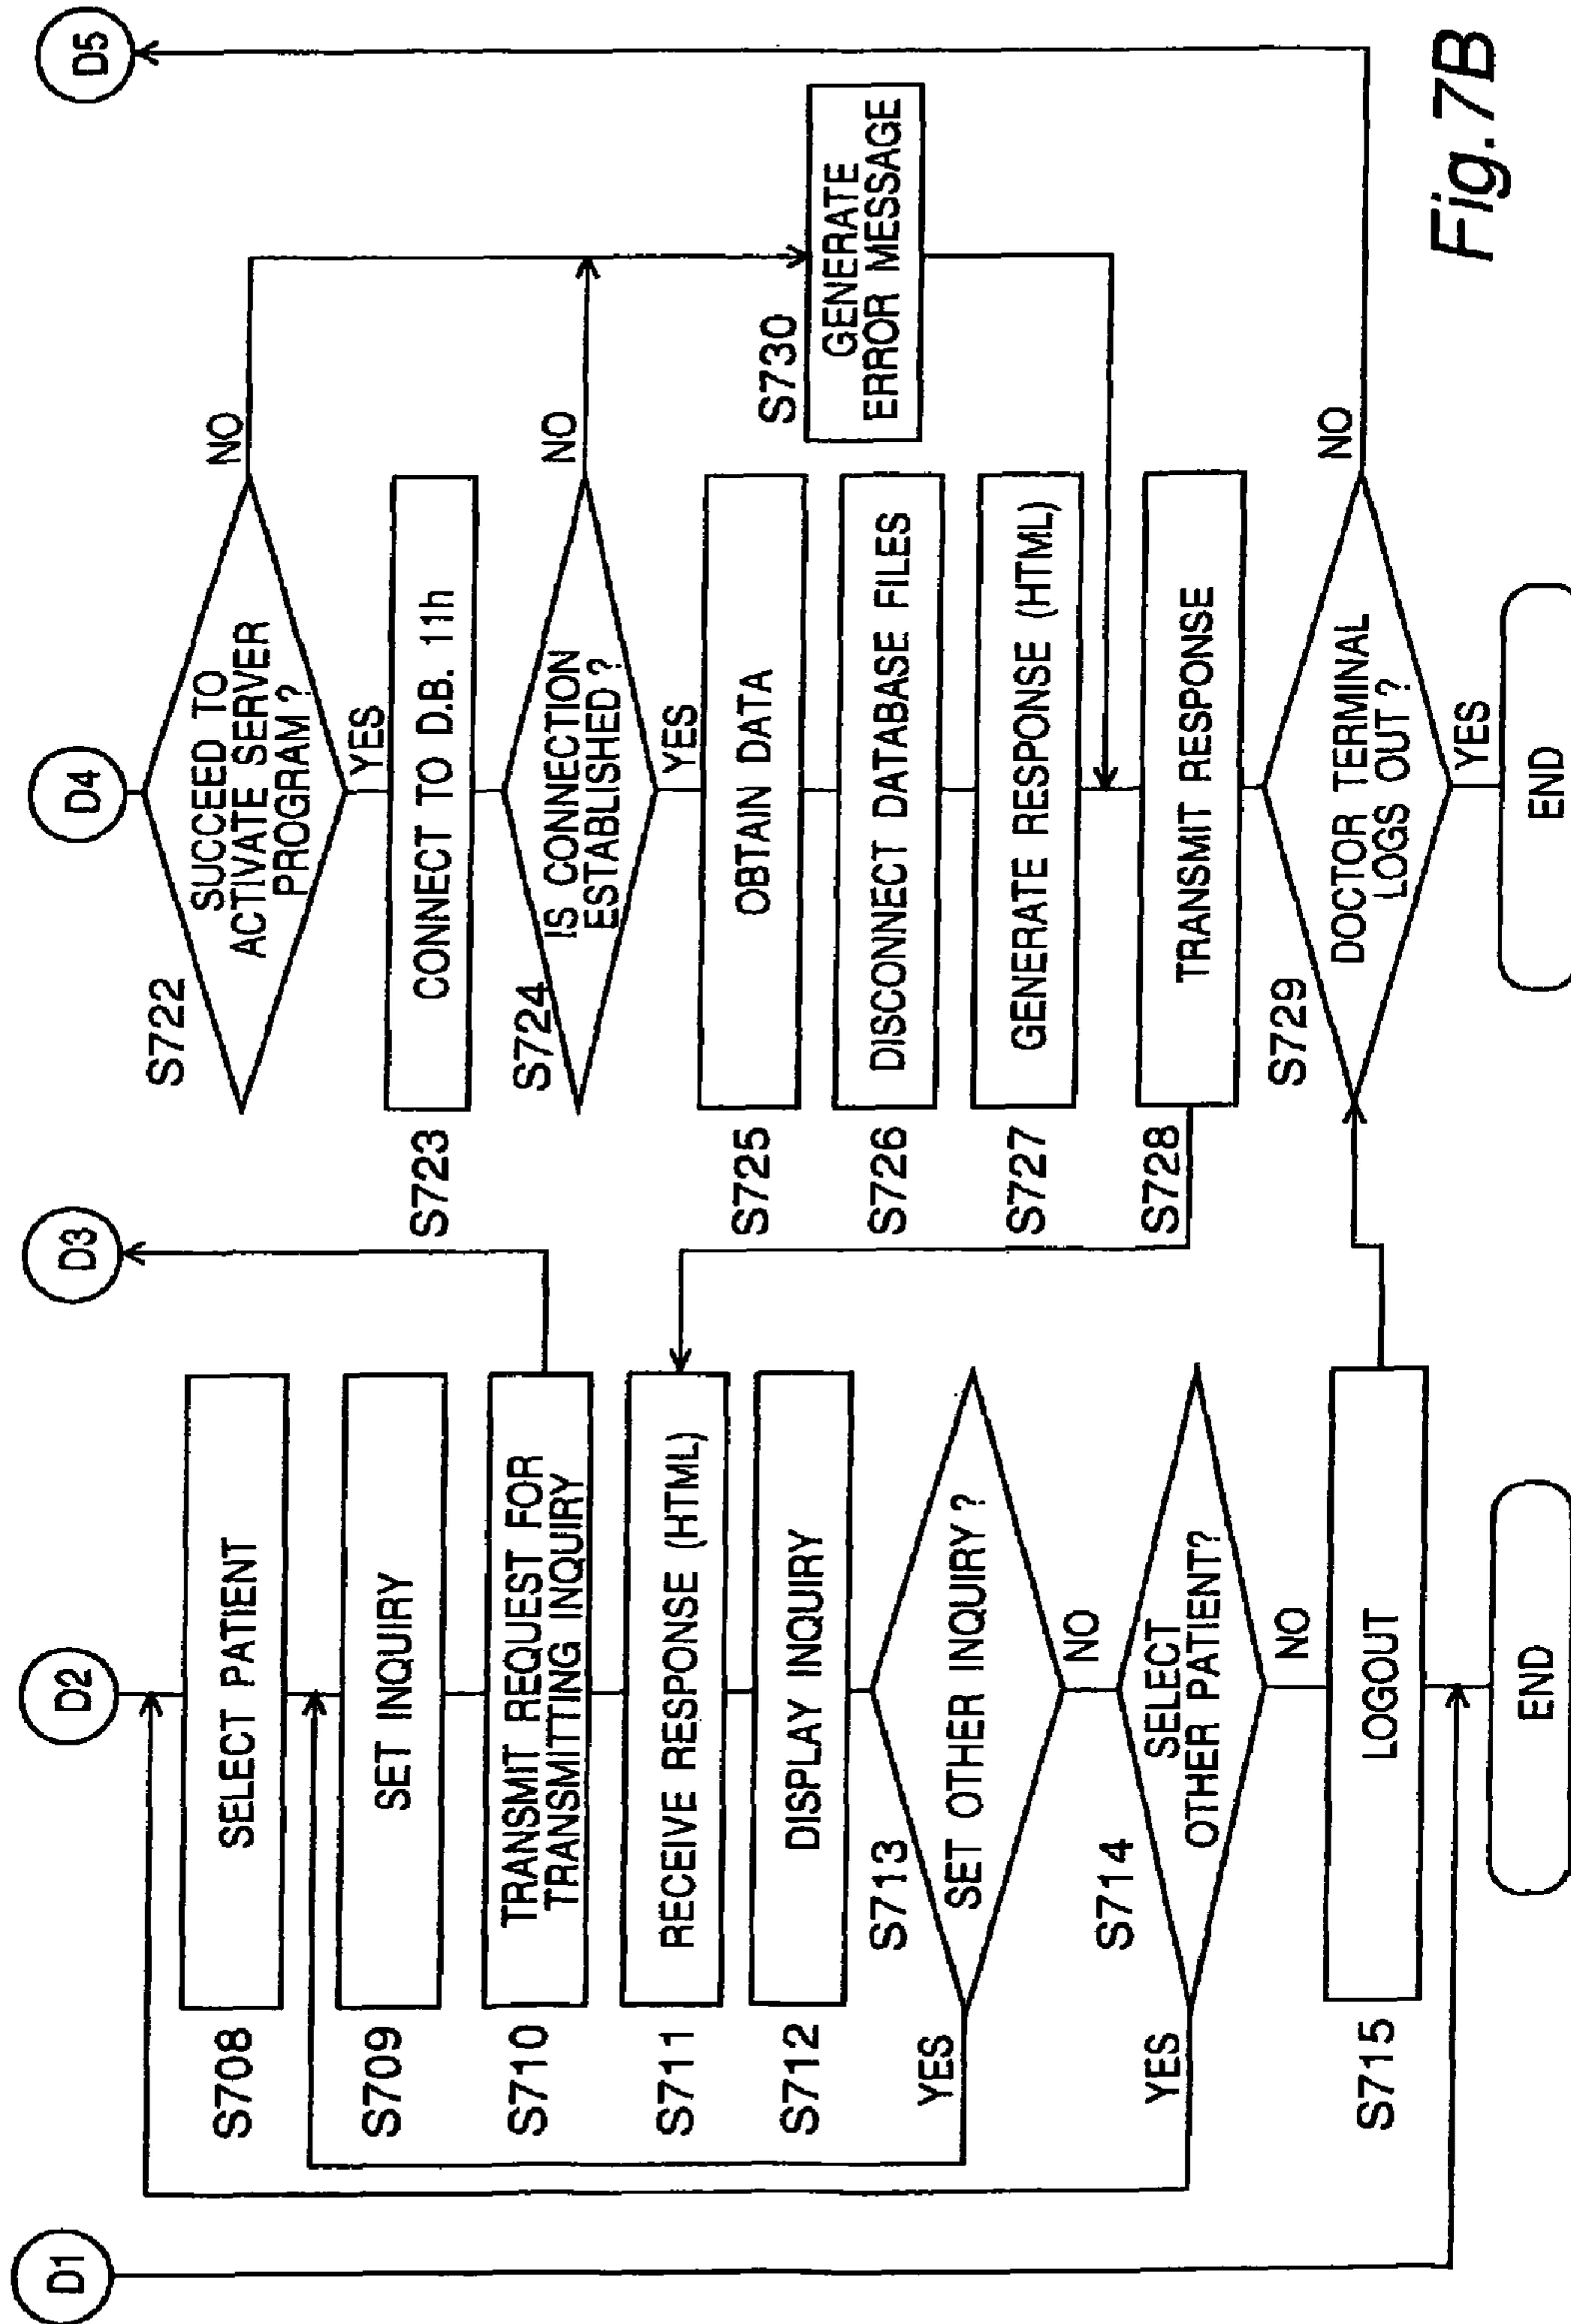 D1
D2
D3
D4
D5
S708
SELECT PATIENT
S709
SET INQUIRY
S710
TRANSMIT REQUEST FOR
TRANSMITTING INQUIRY
S711
RECEIVE RESPONSE (HTML)
S712
DISPLAY INQUIRY
S713
SET OTHER INQUIRY ?
YES
NO
S714
SELECT
OTHER PATIENT?
YES
NO
S715
LOGOUT
END
S722
SUCCEED TO
ACTIVATE SERVER
PROGRAM ?
NO
YES
S723
CONNECT TO D.B. 11h
S724
IS CONNECTION
ESTABLISHED ?
NO
YES
S725
OBTAIN DATA
S726
DISCONNECT DATABASE FILES
S727
GENERATE RESPONSE (HTML)
S730
GENERATE
ERROR MESSAGE
S728
TRANSMIT RESPONSE
S729
DOCTOR TERMINAL
LOGS OUT ?
NO
YES
END
Fig.7B